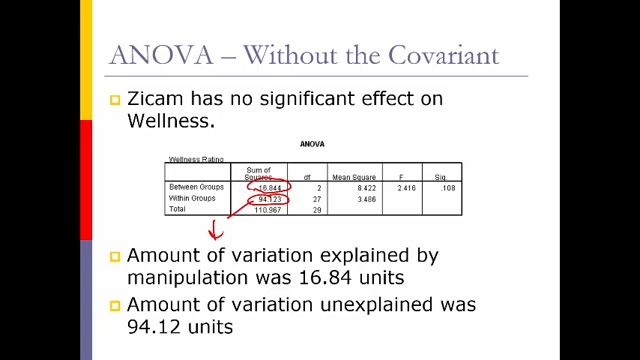 ANOVA – Without the Covariant
Zicam has no significant effect on
Wellness.
ANOVA
Wellness Rating
Sum of
Squares df Mean Square F Sig.
Between Groups 16.844 2 8.422 2.416 .108
Within Groups 94.123 27 3.486
Total 110.967 29
Amount of variation explained by
manipulation was 16.84 units
Amount of variation unexplained was
94.12 units